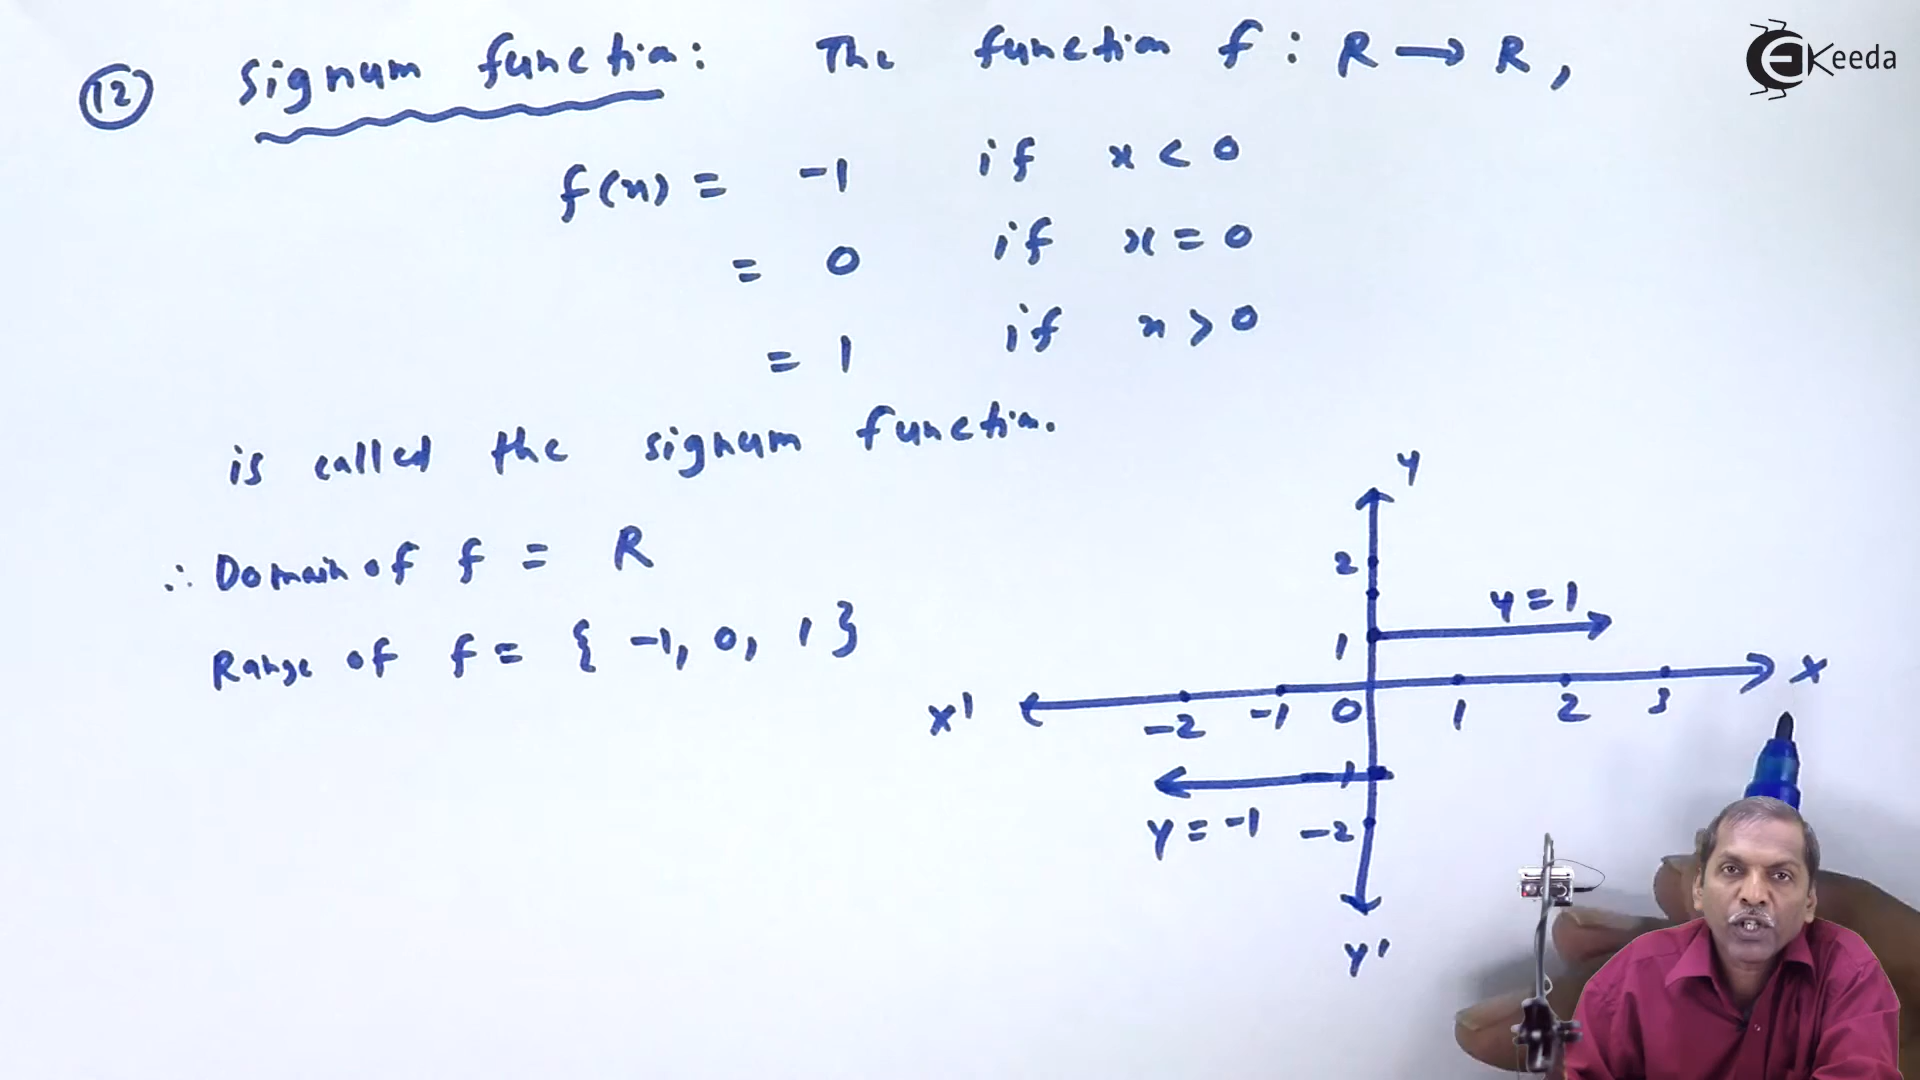 Keeda
12 Signum function: The function f : R → R,
f(x) = -1 if x < 0
= 0 if x = 0
= 1 if x > 0
is called the signum function.
∴ Domain of f = R
Range of f = { -1, 0, 1 }
Y
2
y = 1
1
X' -2 -1 0 1 2 3 X
-1
y = -1 -2
Y'